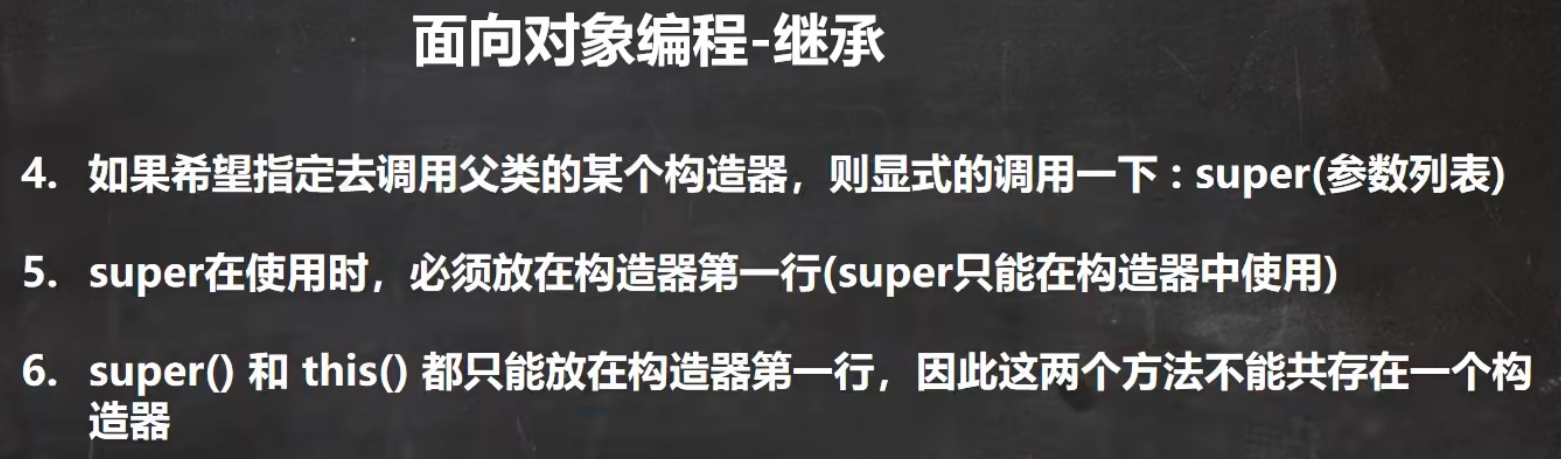 面向对象编程-继承
4. 如果希望指定去调用父类的某个构造器，则显式的调用一下：super(参数列表)
5. super在使用时，必须放在构造器第一行(super只能在构造器中使用)
6. super() 和 this() 都只能放在构造器第一行，因此这两个方法不能共存在一个构
造器